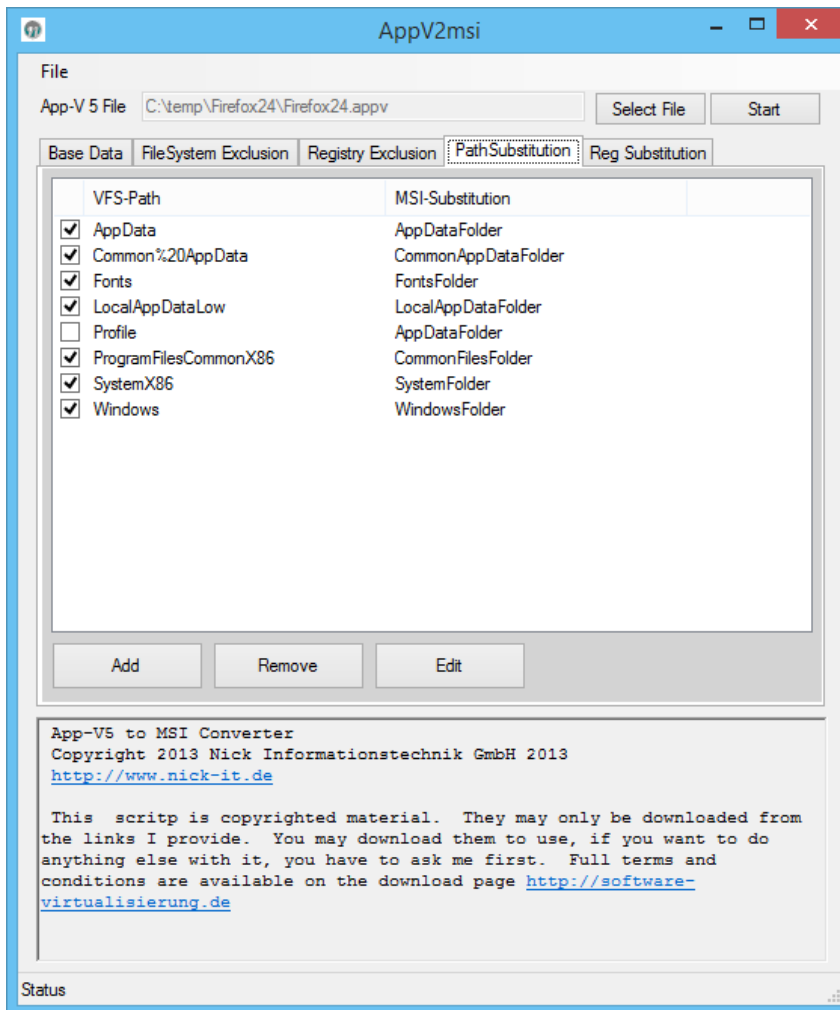 AppV2msi
File
App-V 5 File C:\temp\Firefox24\Firefox24.appv Select File Start
Base Data FileSystem Exclusion Registry Exclusion PathSubstitution Reg Substitution
VFS-Path MSI-Substitution
AppData AppDataFolder
Common%20AppData CommonAppDataFolder
Fonts FontsFolder
LocalAppDataLow LocalAppDataFolder
Profile AppDataFolder
ProgramFilesCommonX86 CommonFilesFolder
SystemX86 SystemFolder
Windows WindowsFolder
Add Remove Edit
App-V5 to MSI Converter
Copyright 2013 Nick Informationstechnik GmbH 2013
http://www.nick-it.de
This scritp is copyrighted material. They may only be downloaded from
the links I provide. You may download them to use, if you want to do
anything else with it, you have to ask me first. Full terms and
conditions are available on the download page http://software-
virtualisierung.de
Status